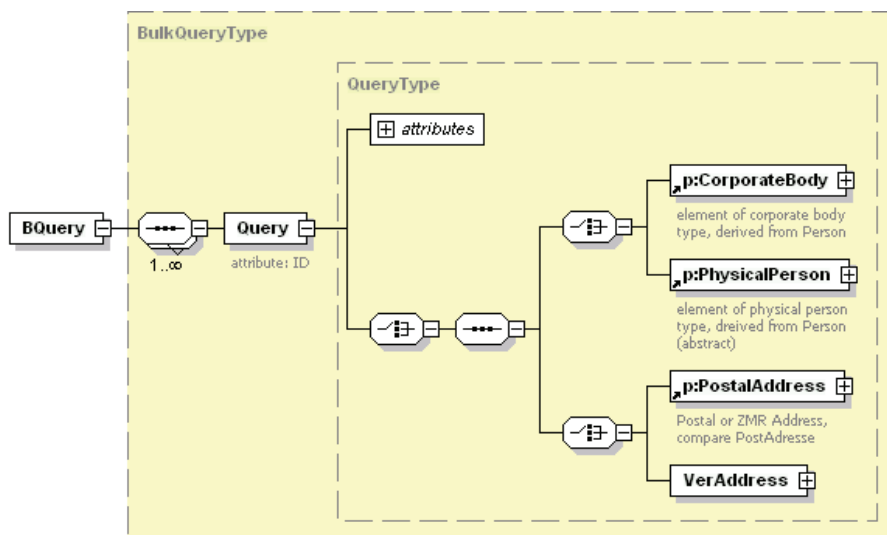 BulkQueryType
QueryType
attributes
p:CorporateBody
element of corporate body
type, derived from Person
BQuery
1..∞
Query
attribute: ID
p:PhysicalPerson
element of physical person
type, dreived from Person
(abstract)
p:PostalAddress
Postal or ZMR Address,
compare PostAdresse
VerAddress